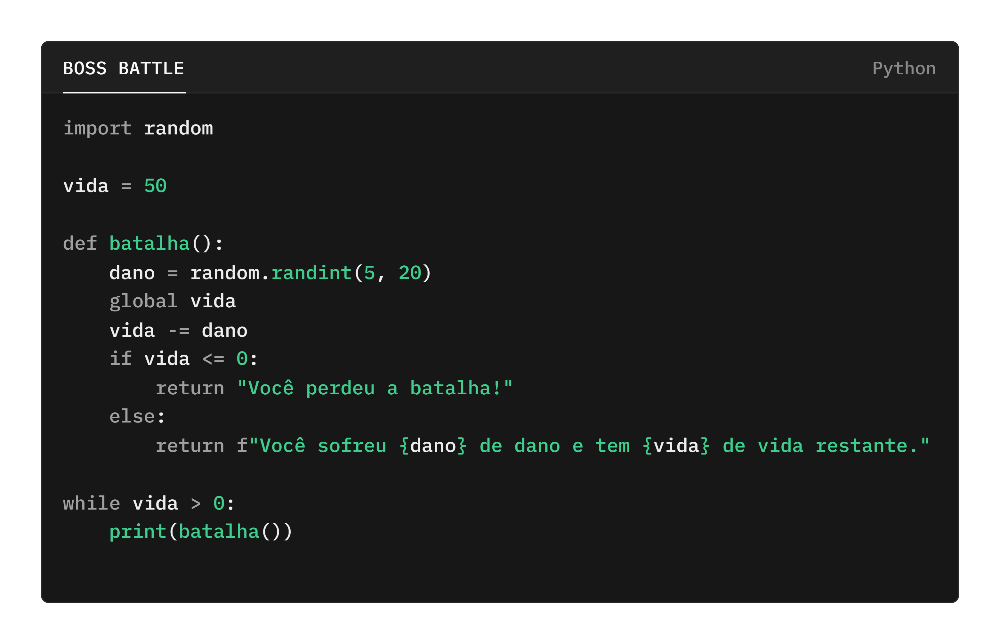 BOSS BATTLE
Python
import random
vida = 50
def batalha():
    dano = random.randint(5, 20)
    global vida
    vida -= dano
    if vida <= 0:
        return "Você perdeu a batalha!"
    else:
        return f"Você sofreu {dano} de dano e tem {vida} de vida restante."
while vida > 0:
    print(batalha())